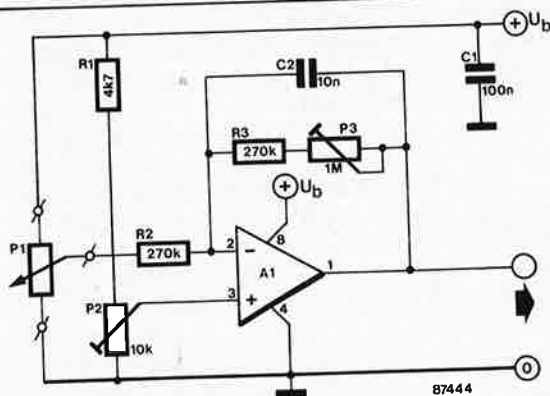 + Ub
R1
4k7
C2
10n
C1
100n
R3
270k
P3
1M
+ Ub
P1
R2
270k
2
−
8
A1
1
3
+
4
P2
10k
0
87444